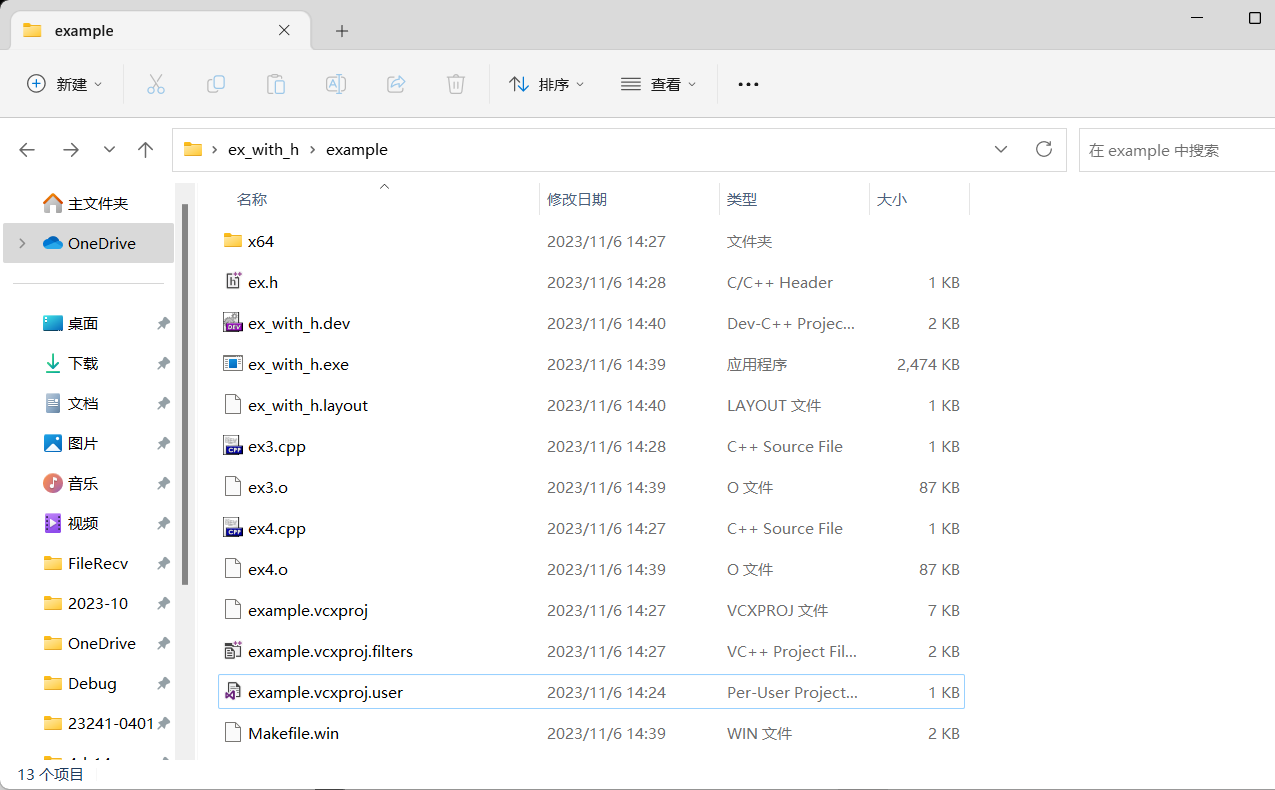 example
新建
排序
查看
ex_with_h
example
在 example 中搜索
主文件夹
OneDrive
桌面
下载
文档
图片
音乐
视频
FileRecv
2023-10
OneDrive
Debug
23241-0401
名称 修改日期 类型 大小
x64 2023/11/6 14:27 文件夹
ex.h 2023/11/6 14:28 C/C++ Header 1 KB
ex_with_h.dev 2023/11/6 14:40 Dev-C++ Projec... 2 KB
ex_with_h.exe 2023/11/6 14:39 应用程序 2,474 KB
ex_with_h.layout 2023/11/6 14:40 LAYOUT 文件 1 KB
ex3.cpp 2023/11/6 14:28 C++ Source File 1 KB
ex3.o 2023/11/6 14:39 O 文件 87 KB
ex4.cpp 2023/11/6 14:27 C++ Source File 1 KB
ex4.o 2023/11/6 14:39 O 文件 87 KB
example.vcxproj 2023/11/6 14:27 VCXPROJ 文件 7 KB
example.vcxproj.filters 2023/11/6 14:27 VC++ Project Fil... 2 KB
example.vcxproj.user 2023/11/6 14:24 Per-User Project... 1 KB
Makefile.win 2023/11/6 14:39 WIN 文件 2 KB
13 个项目